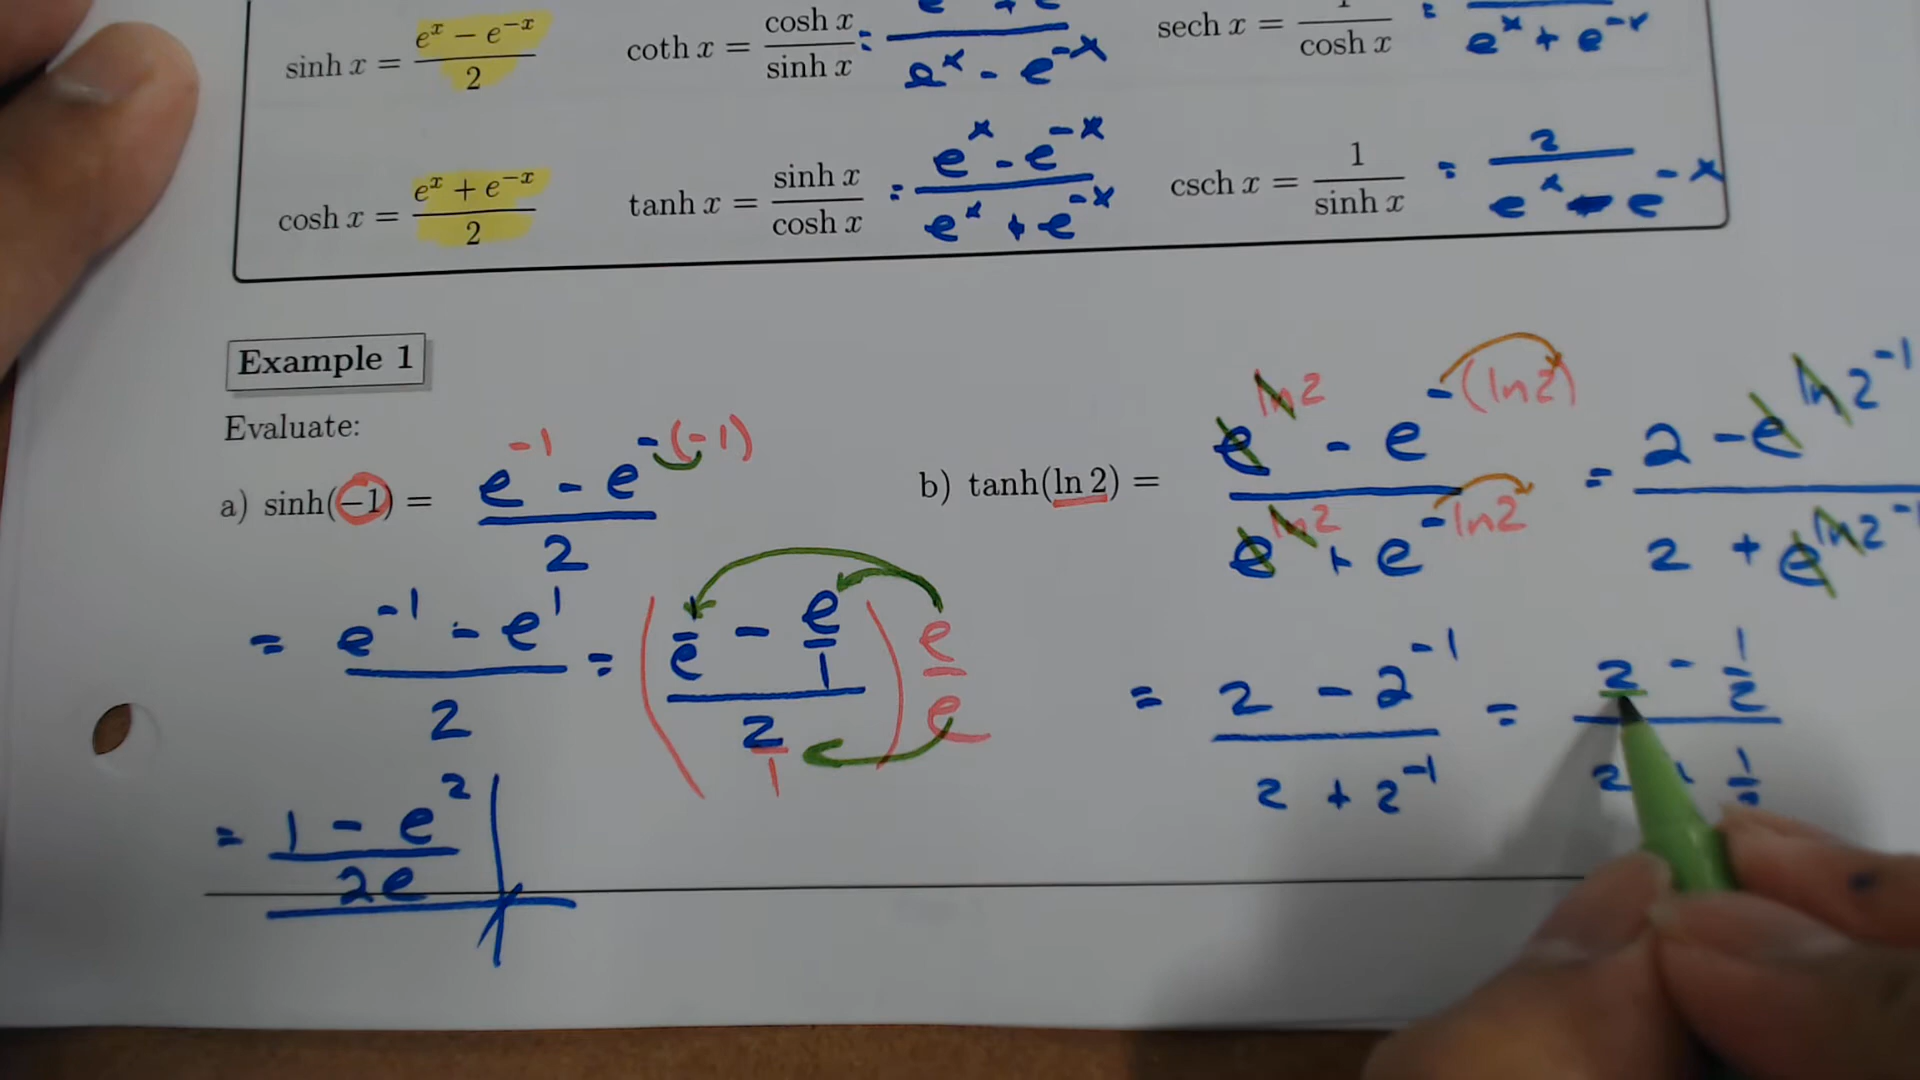 sinh x = e^x − e^−x / 2    coth x = cosh x / sinh x = e^x + e / e^x - e^-x    sech x = 1 / cosh x = / e^x + e^-x
cosh x = e^x + e^−x / 2    tanh x = sinh x / cosh x = e^x - e^-x / e^x + e^-x    csch x = 1 / sinh x = 2 / e^x - e^-x
Example 1
Evaluate:
a) sinh(−1) = e^-1 - e^-(-1) / 2
= e^-1 - e^1 / 2 = ( e - e/1 / 2/1 ) e/e
= 1 - e^2 / 2e
b) tanh(ln 2) = e^ln2 - e^-(ln2) / e^ln2 + e^-ln2 = 2 - e^ln2^-1 / 2 + e^ln2^-1
= 2 - 2^-1 / 2 + 2^-1 = 2 - 1/2 / 2 1